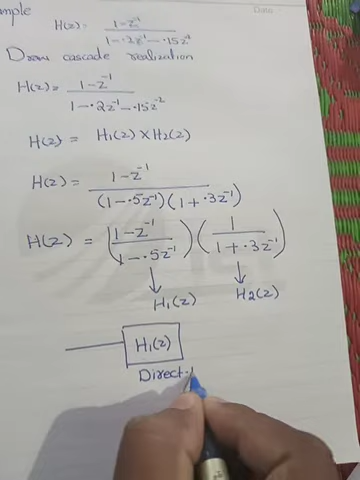 mple H(z) = 1-z⁻¹ / 1-.2z⁻¹-.15z⁻²
Draw cascade realization
H(z) = 1-z⁻¹ / 1-.2z⁻¹-.15z⁻²
H(z) = H₁(z) x H2(z)
H(z) = 1-z⁻¹ / (1-.5z⁻¹)(1+.3z⁻¹)
H(z) = (1-z⁻¹ / 1-.5z⁻¹) (1 / 1+.3z⁻¹)
H₁(z) H2(z)
H₁(z)
Direct-